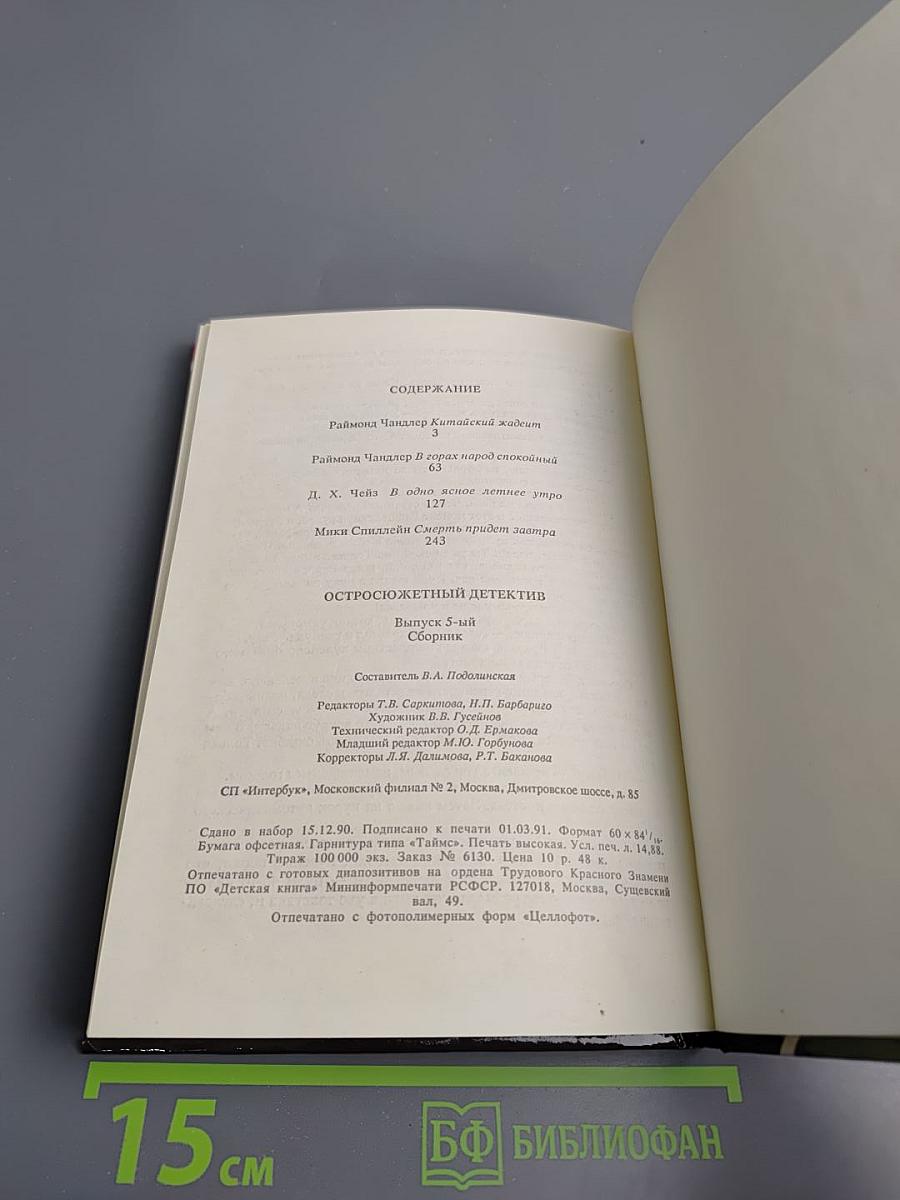 СОДЕРЖАНИЕ
Раймонд Чандлер Китайский жадеит
3
Раймонд Чандлер В горах народ спокойный
63
Д. Х. Чейз В одно ясное летнее утро
127
Мики Спиллейн Смерть придет завтра
243
ОСТРОСЮЖЕТНЫЙ ДЕТЕКТИВ
Выпуск 5-ый
Сборник
Составитель В.А. Подолинская
Редакторы Т.В. Саркитова, Н.П. Барбариго
Художник В.В. Гусейнов
Технический редактор О.Д. Ермакова
Младший редактор М.Ю. Горбунова
Корректоры Л.Я. Далимова, Р.Т. Баканова
СП «Интербук», Московский филиал № 2, Москва, Дмитровское шоссе, д. 85
Сдано в набор 15.12.90. Подписано к печати 01.03.91. Формат 60 × 84 1/16.
Бумага офсетная. Гарнитура типа «Таймс». Печать высокая. Усл. печ. л. 14,88.
Тираж 100 000 экз. Заказ № 6130. Цена 10 р. 48 к.
Отпечатано с готовых диапозитивов на ордена Трудового Красного Знамени
ПО «Детская книга» Мининформпечати РСФСР. 127018, Москва, Сущевский
вал, 49.
Отпечатано с фотополимерных форм «Целлофот».
15 см
БФ БИБЛИОФАН